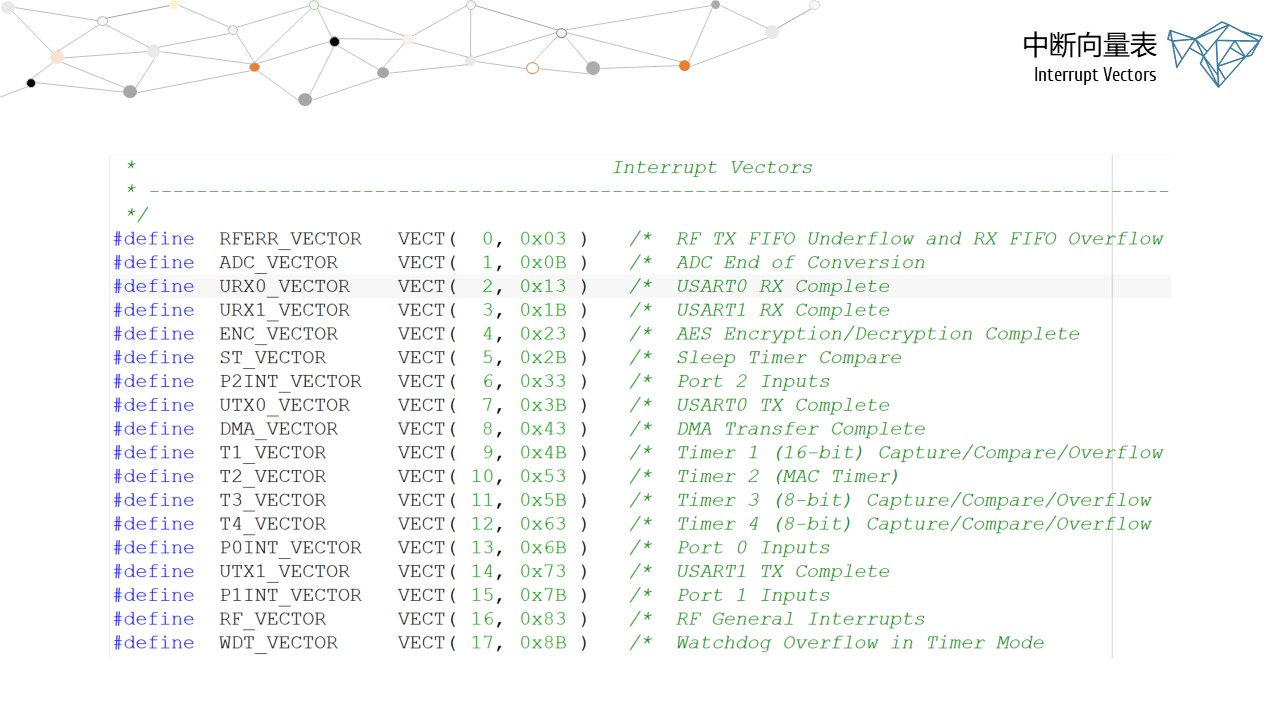 中断向量表
Interrupt Vectors
* Interrupt Vectors
* --------------------------------------------------------------------------------------
*/
#define RFERR_VECTOR VECT( 0, 0x03 ) /* RF TX FIFO Underflow and RX FIFO Overflow
#define ADC_VECTOR VECT( 1, 0x0B ) /* ADC End of Conversion
#define URX0_VECTOR VECT( 2, 0x13 ) /* USART0 RX Complete
#define URX1_VECTOR VECT( 3, 0x1B ) /* USART1 RX Complete
#define ENC_VECTOR VECT( 4, 0x23 ) /* AES Encryption/Decryption Complete
#define ST_VECTOR VECT( 5, 0x2B ) /* Sleep Timer Compare
#define P2INT_VECTOR VECT( 6, 0x33 ) /* Port 2 Inputs
#define UTX0_VECTOR VECT( 7, 0x3B ) /* USART0 TX Complete
#define DMA_VECTOR VECT( 8, 0x43 ) /* DMA Transfer Complete
#define T1_VECTOR VECT( 9, 0x4B ) /* Timer 1 (16-bit) Capture/Compare/Overflow
#define T2_VECTOR VECT( 10, 0x53 ) /* Timer 2 (MAC Timer)
#define T3_VECTOR VECT( 11, 0x5B ) /* Timer 3 (8-bit) Capture/Compare/Overflow
#define T4_VECTOR VECT( 12, 0x63 ) /* Timer 4 (8-bit) Capture/Compare/Overflow
#define P0INT_VECTOR VECT( 13, 0x6B ) /* Port 0 Inputs
#define UTX1_VECTOR VECT( 14, 0x73 ) /* USART1 TX Complete
#define P1INT_VECTOR VECT( 15, 0x7B ) /* Port 1 Inputs
#define RF_VECTOR VECT( 16, 0x83 ) /* RF General Interrupts
#define WDT_VECTOR VECT( 17, 0x8B ) /* Watchdog Overflow in Timer Mode